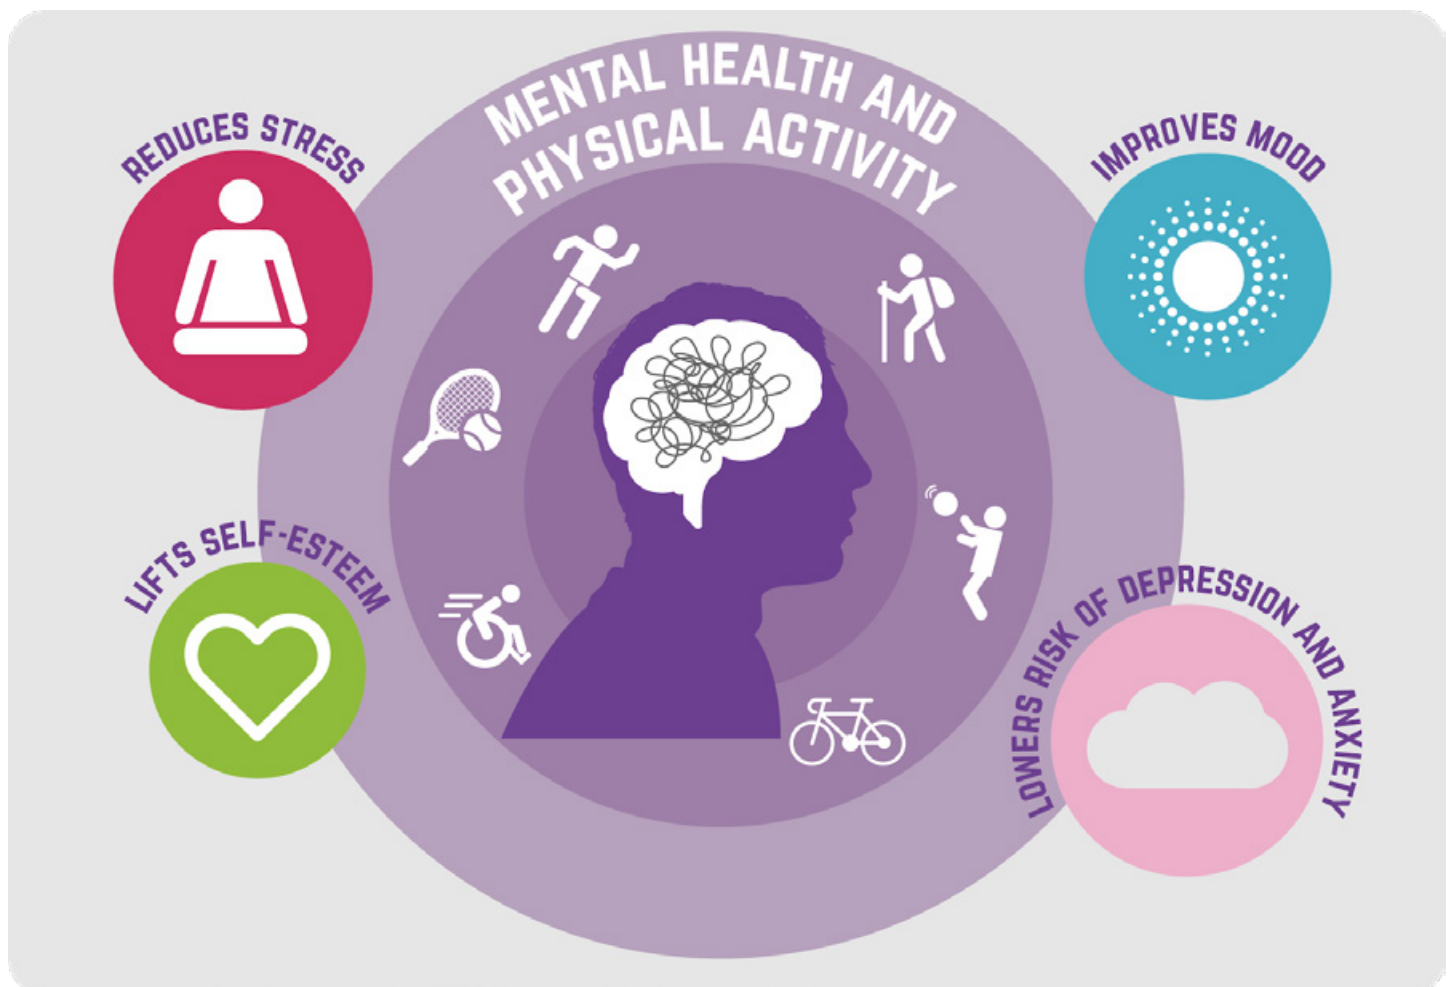 MENTAL HEALTH AND
PHYSICAL ACTIVITY
REDUCES STRESS
IMPROVES MOOD
LIFTS SELF-ESTEEM
LOWERS RISK OF DEPRESSION AND ANXIETY